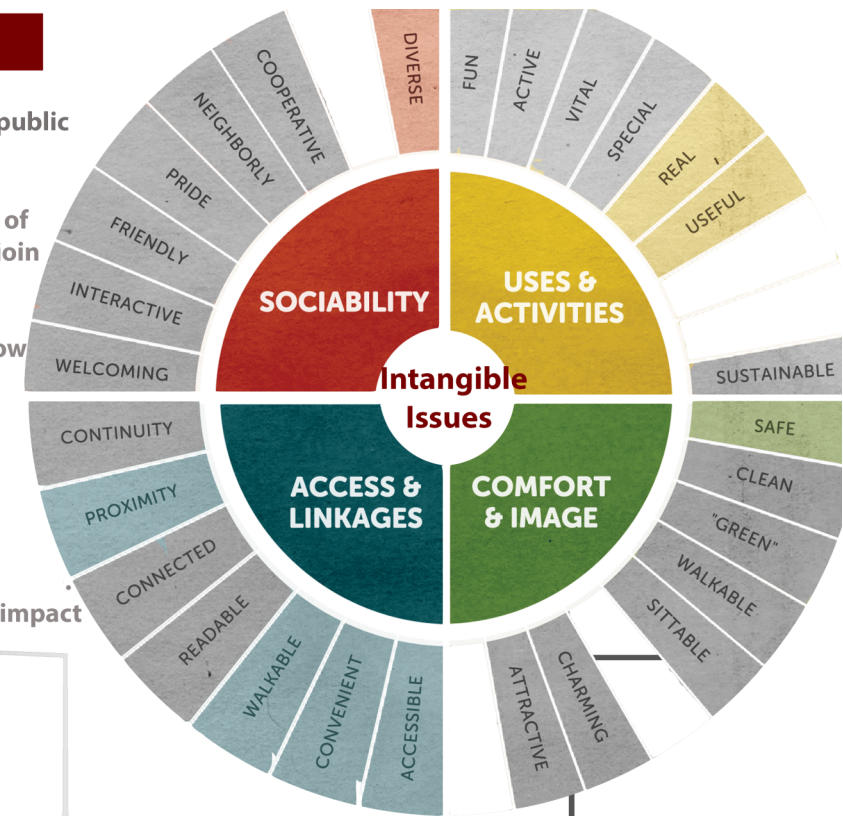 public
of
join
ow
impact
COOPERATIVE
NEIGHBORLY
PRIDE
FRIENDLY
INTERACTIVE
WELCOMING
DIVERSE
FUN
ACTIVE
VITAL
SPECIAL
REAL
USEFUL
SUSTAINABLE
SOCIABILITY
USES &
ACTIVITIES
Intangible
Issues
ACCESS &
LINKAGES
COMFORT
& IMAGE
CONTINUITY
PROXIMITY
CONNECTED
READABLE
WALKABLE
CONVENIENT
ACCESSIBLE
SAFE
CLEAN
"GREEN"
WALKABLE
SITTABLE
CHARMING
ATTRACTIVE